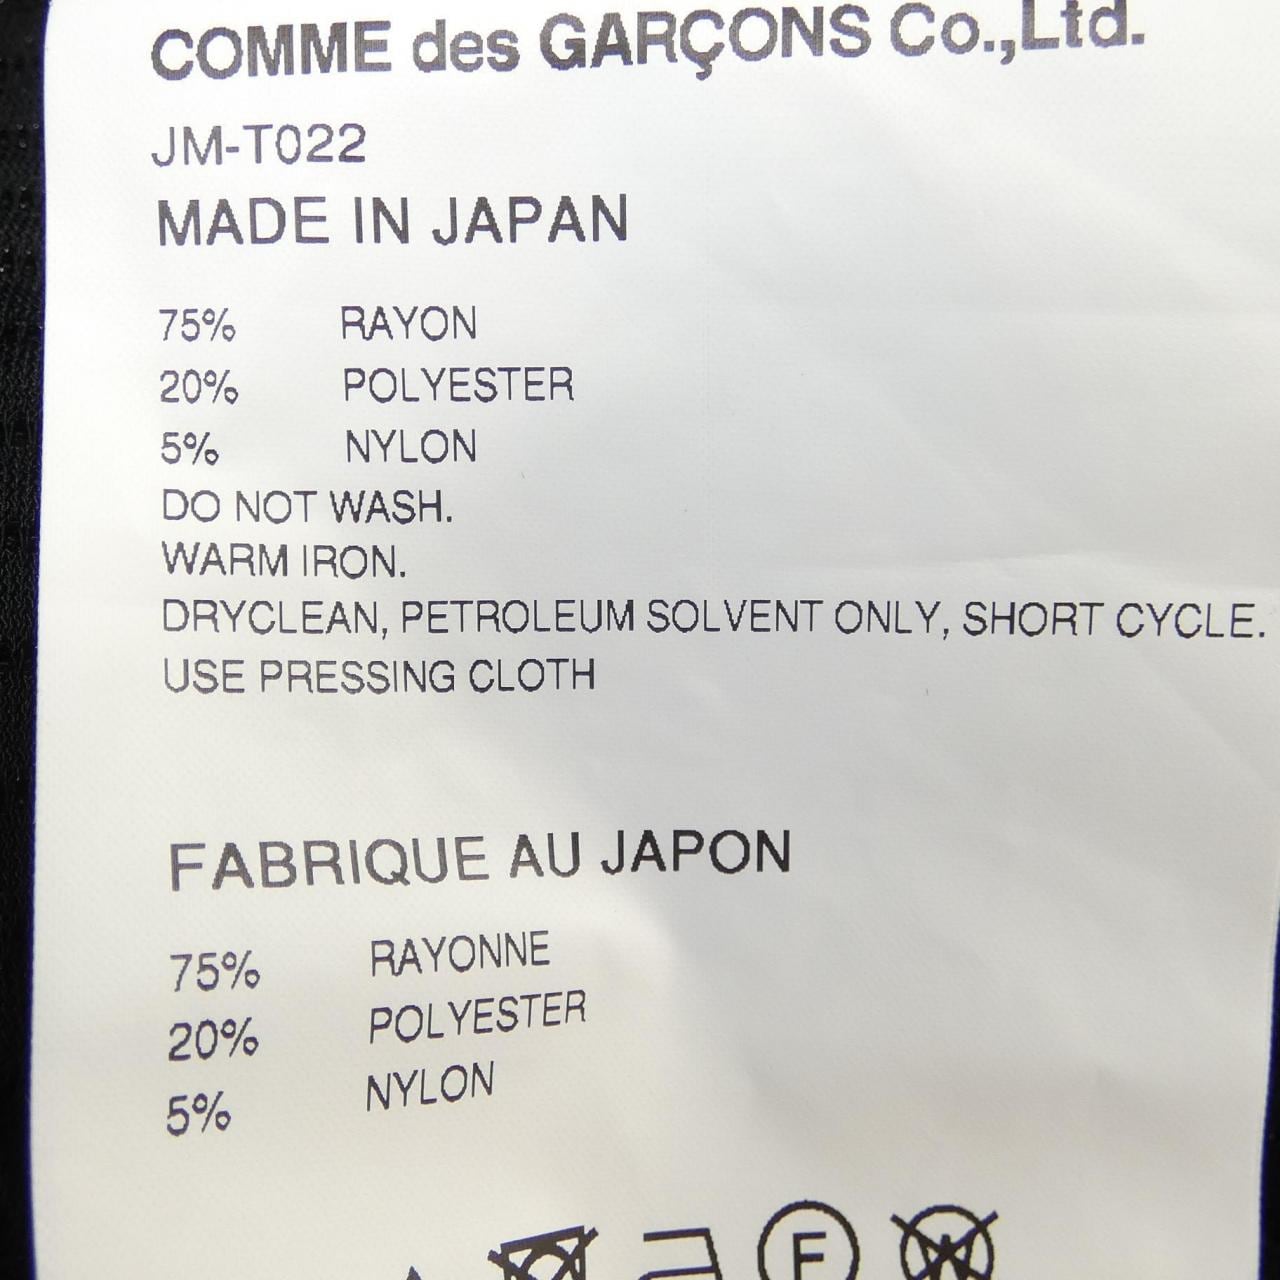 COMME des GARÇONS Co.,Ltd.
JM-T022
MADE IN JAPAN
75% RAYON
20% POLYESTER
5% NYLON
DO NOT WASH.
WARM IRON.
DRYCLEAN, PETROLEUM SOLVENT ONLY, SHORT CYCLE.
USE PRESSING CLOTH
FABRIQUE AU JAPON
75% RAYONNE
20% POLYESTER
5% NYLON
F W